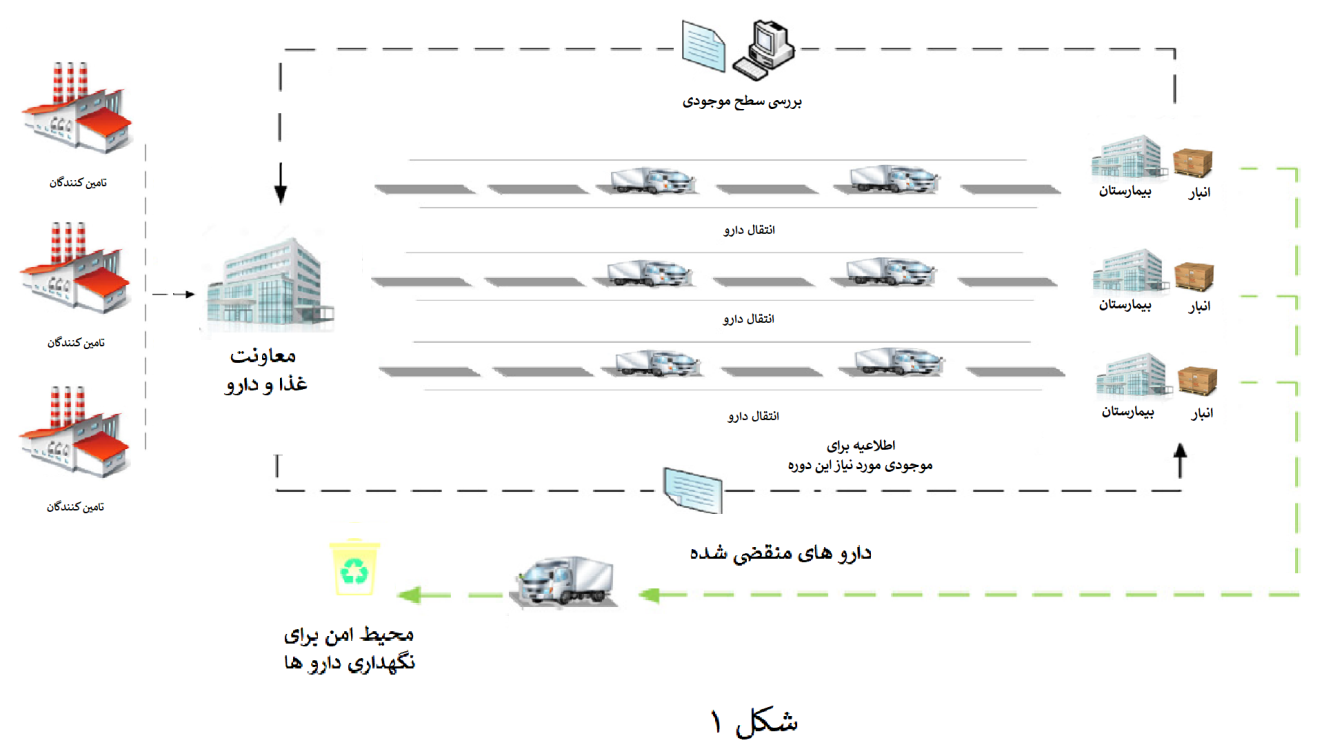 بررسی سطح موجودی
تامین کنندگان
بیمارستان
انبار
انتقال دارو
تامین کنندگان
معاونت
غذا و دارو
بیمارستان
انبار
انتقال دارو
بیمارستان
انبار
انتقال دارو
اطلاعیه برای
موجودی مورد نیاز این دوره
تامین کنندگان
دارو های منقضی شده
محیط امن برای
نگهداری دارو ها
شکل ۱